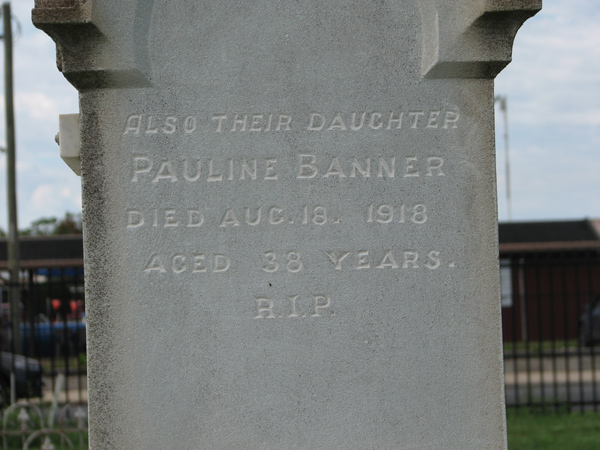 ALSO THEIR DAUGHTER
PAULINE BANNER
DIED AUG. 18. 1918
AGED 38 YEARS.
R.I.P.